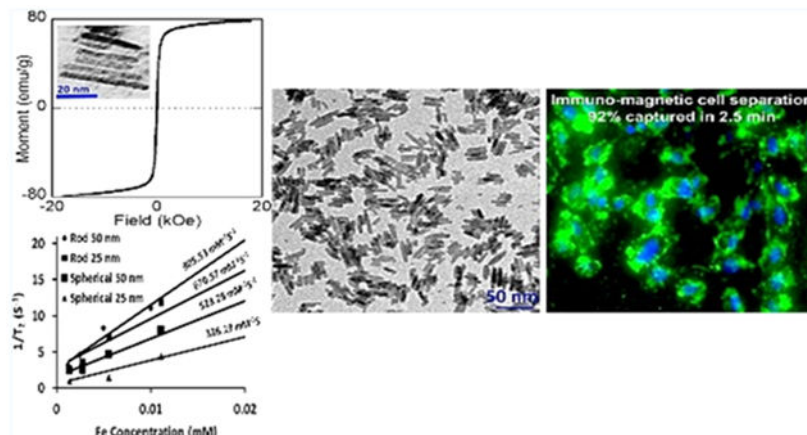 80
Moment (emu/g)
20 nm
0
-80
-20
0
20
Field (kOe)
Rod 50 nm
Rod 25 nm
Spherical 50 nm
Spherical 25 nm
20
15
10
5
0
1/T₂ (S⁻¹)
0
0.01
0.02
Fe Concentration (mM)
50 nm
Immuno-magnetic cell separation
92% captured in 2.5 min